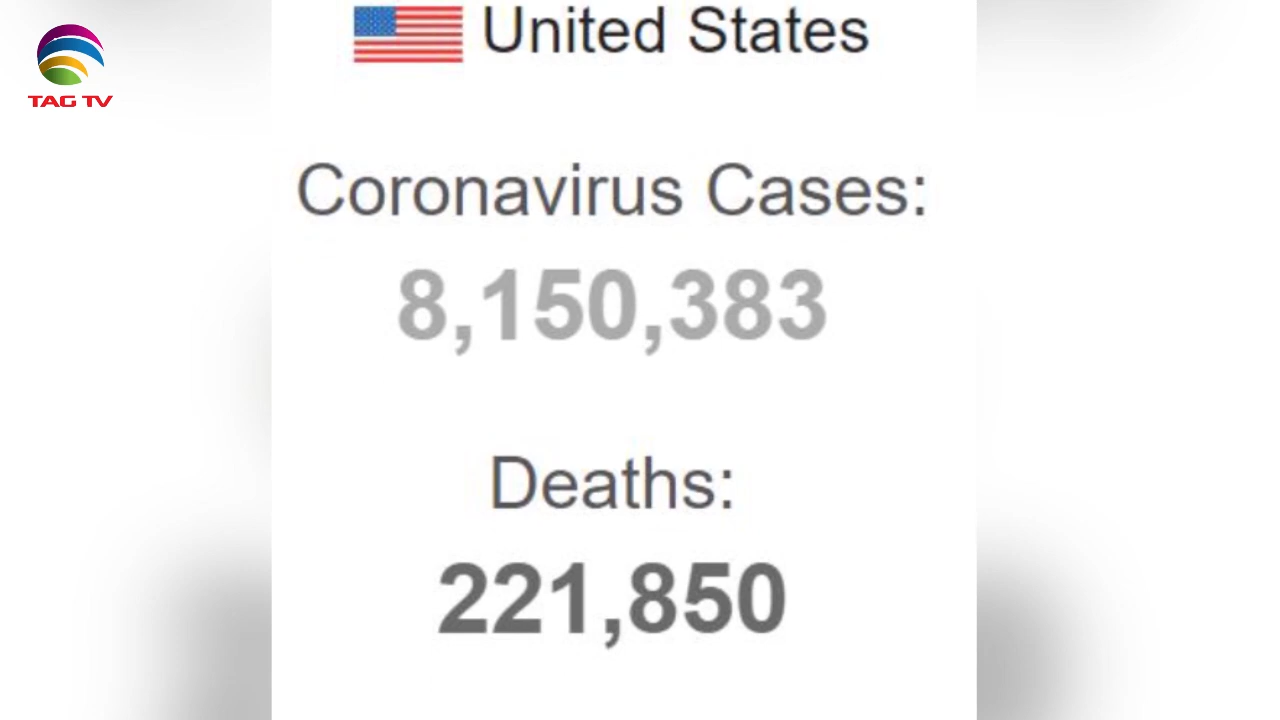 TAG TV
United States
Coronavirus Cases:
8,150,383
Deaths:
221,850